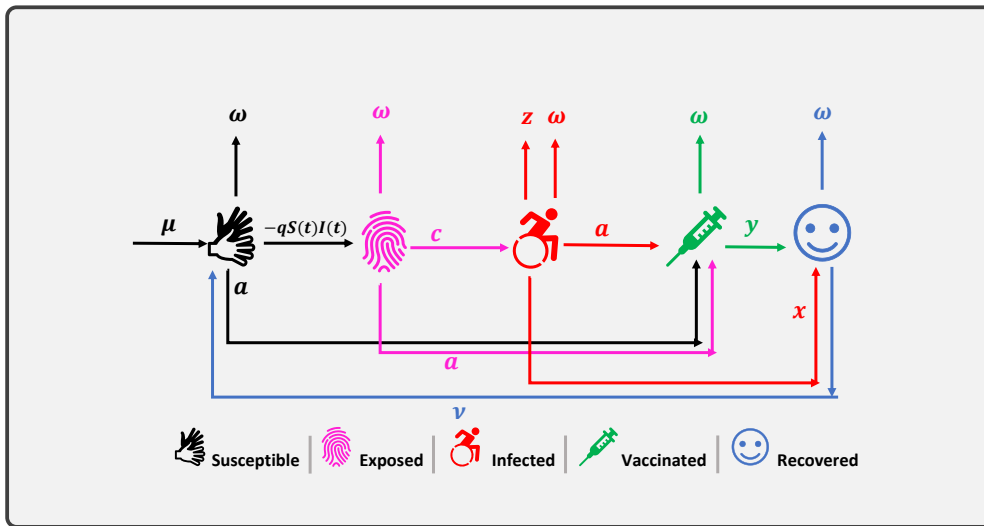 ω ω z ω ω ω
μ -qS(t)I(t) c a y
a x
a
ν
Susceptible Exposed Infected Vaccinated Recovered